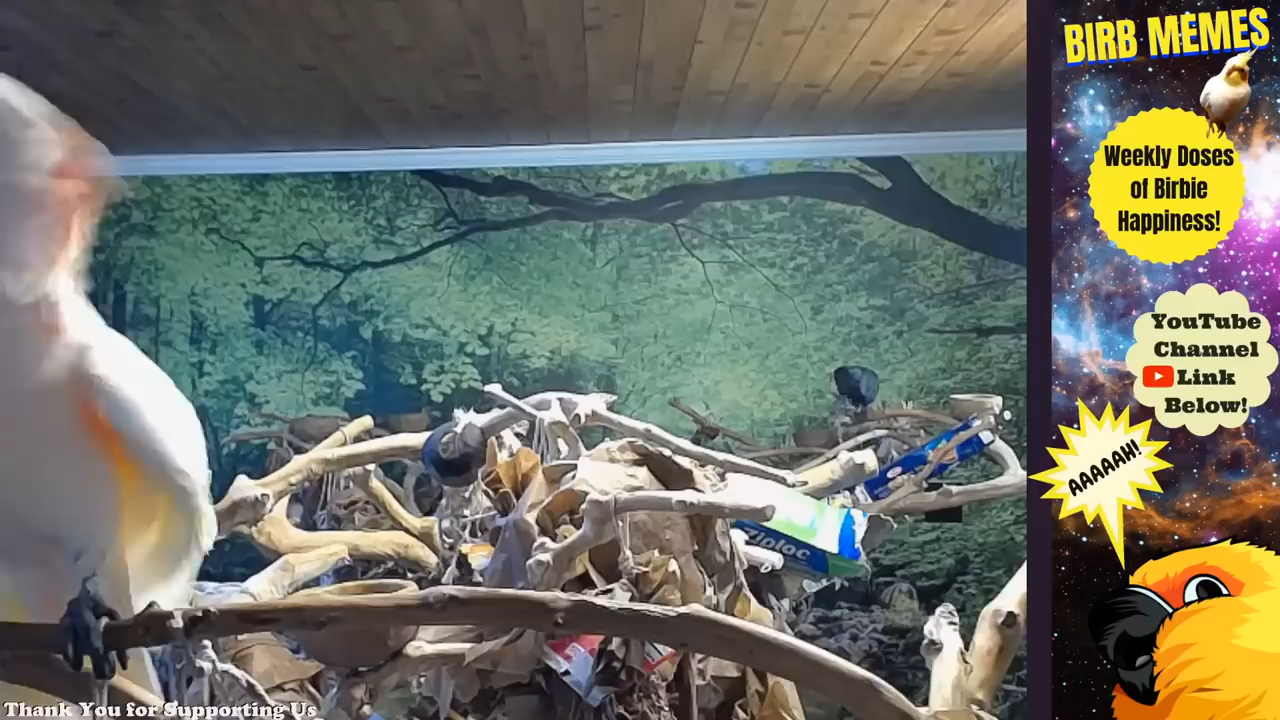 BIRB MEMES
Weekly Doses
of Birbie
Happiness!
YouTube
Channel
Link
Below!
AAAAAH!
Ziploc
Thank You for Supporting Us